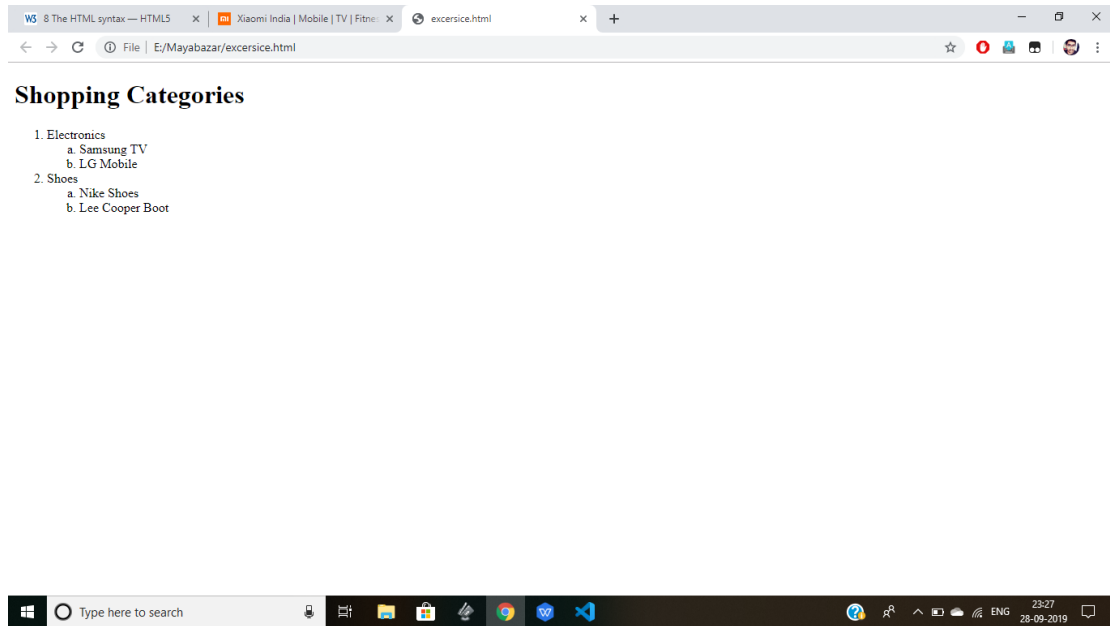 W3 8 The HTML syntax — HTML5
mi Xiaomi India | Mobile | TV | Fitnes
excersice.html
File E:/Mayabazar/excersice.html
Shopping Categories
1. Electronics
a. Samsung TV
b. LG Mobile
2. Shoes
a. Nike Shoes
b. Lee Cooper Boot
Type here to search
ENG
23:27
28-09-2019